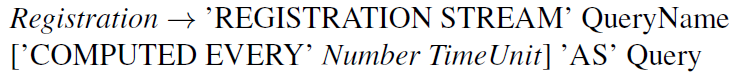 Registration → ’REGISTRATION STREAM’ QueryName
[’COMPUTED EVERY’ Number TimeUnit] ’AS’ Query